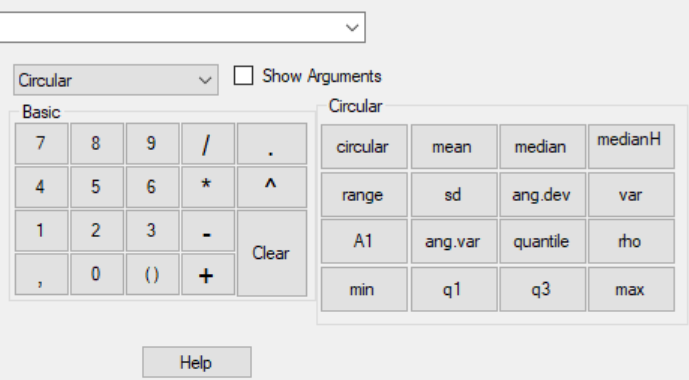 Circular
Show Arguments
Basic
7 8 9 / .
4 5 6 * ^
1 2 3 -
Clear
, 0 () +
Circular
circular mean median medianH
range sd ang.dev var
A1 ang.var quantile rho
min q1 q3 max
Help